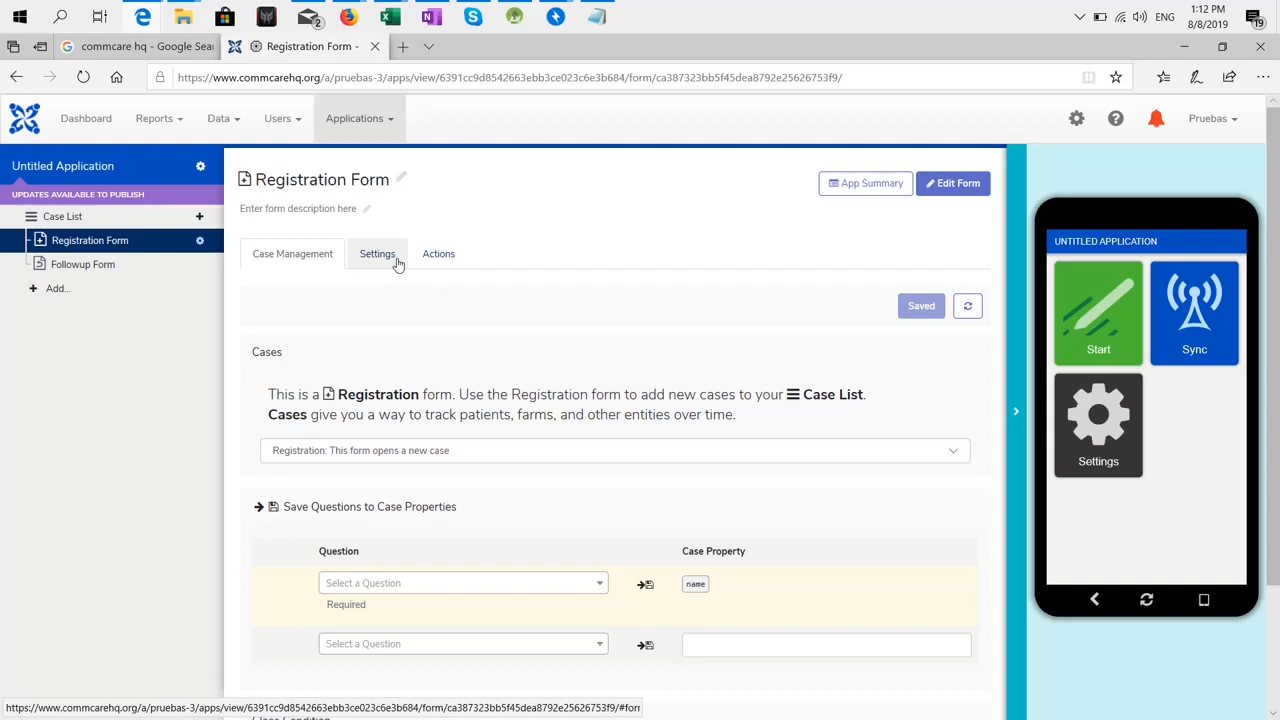 1:12 PM
ENG
8/8/2019
19
2
commcare hq - Google Sear
Registration Form -
https://www.commcarehq.org/a/pruebas-3/apps/view/6391cc9d8542663ebb3ce023c6e3b684/form/ca387323bb5f45dea8792e25626753f9/
Dashboard
Reports
Data
Users
Applications
Pruebas
Untitled Application
UPDATES AVAILABLE TO PUBLISH
Case List
Registration Form
Followup Form
Add...
Registration Form
App Summary
Edit Form
Enter form description here
Case Management
Settings
Actions
Saved
Cases
This is a Registration form. Use the Registration form to add new cases to your Case List.
Cases give you a way to track patients, farms, and other entities over time.
Registration: This form opens a new case
Save Questions to Case Properties
Question
Case Property
Select a Question
name
Required
Select a Question
UNTITLED APPLICATION
Start
Sync
Settings
https://www.commcarehq.org/a/pruebas-3/apps/view/6391cc9d8542663ebb3ce023c6e3b684/form/ca387323bb5f45dea8792e25626753f9/#forr